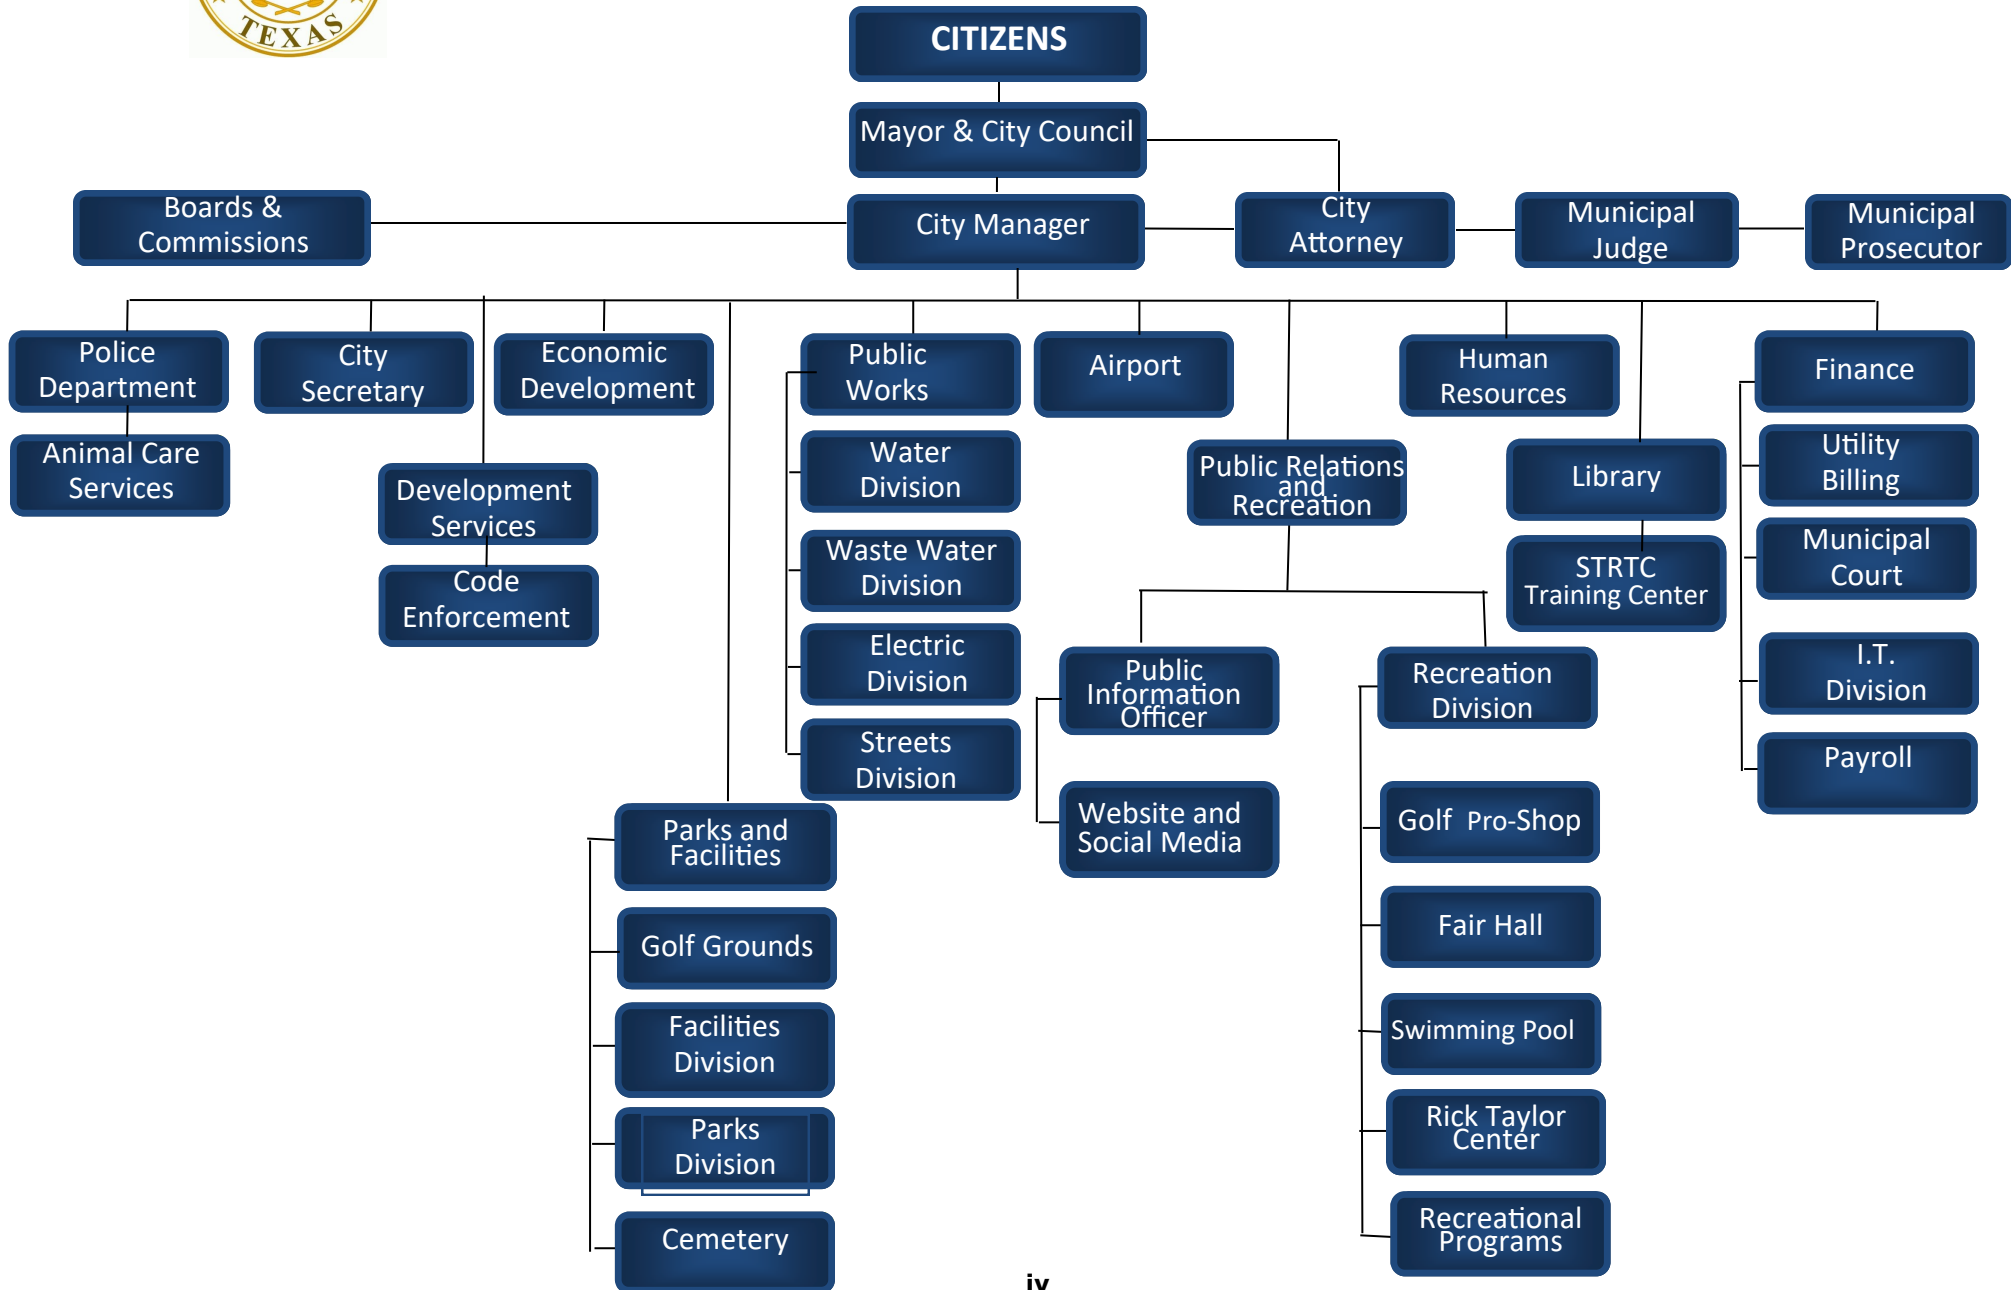 TEXAS
CITIZENS
Mayor & City Council
Boards &
Commissions
City Manager
City
Attorney
Municipal
Judge
Municipal
Prosecutor
Police
Department
City
Secretary
Economic
Development
Public
Works
Airport
Human
Resources
Finance
Animal Care
Services
Development
Services
Code
Enforcement
Water
Division
Waste Water
Division
Electric
Division
Streets
Division
Public Relations
and
Recreation
Library
STRTC
Training Center
Utility
Billing
Municipal
Court
I.T.
Division
Payroll
Public
Information
Officer
Website and
Social Media
Recreation
Division
Golf Pro-Shop
Fair Hall
Swimming Pool
Rick Taylor
Center
Recreational
Programs
Parks and
Facilities
Golf Grounds
Facilities
Division
Parks
Division
Cemetery
iv